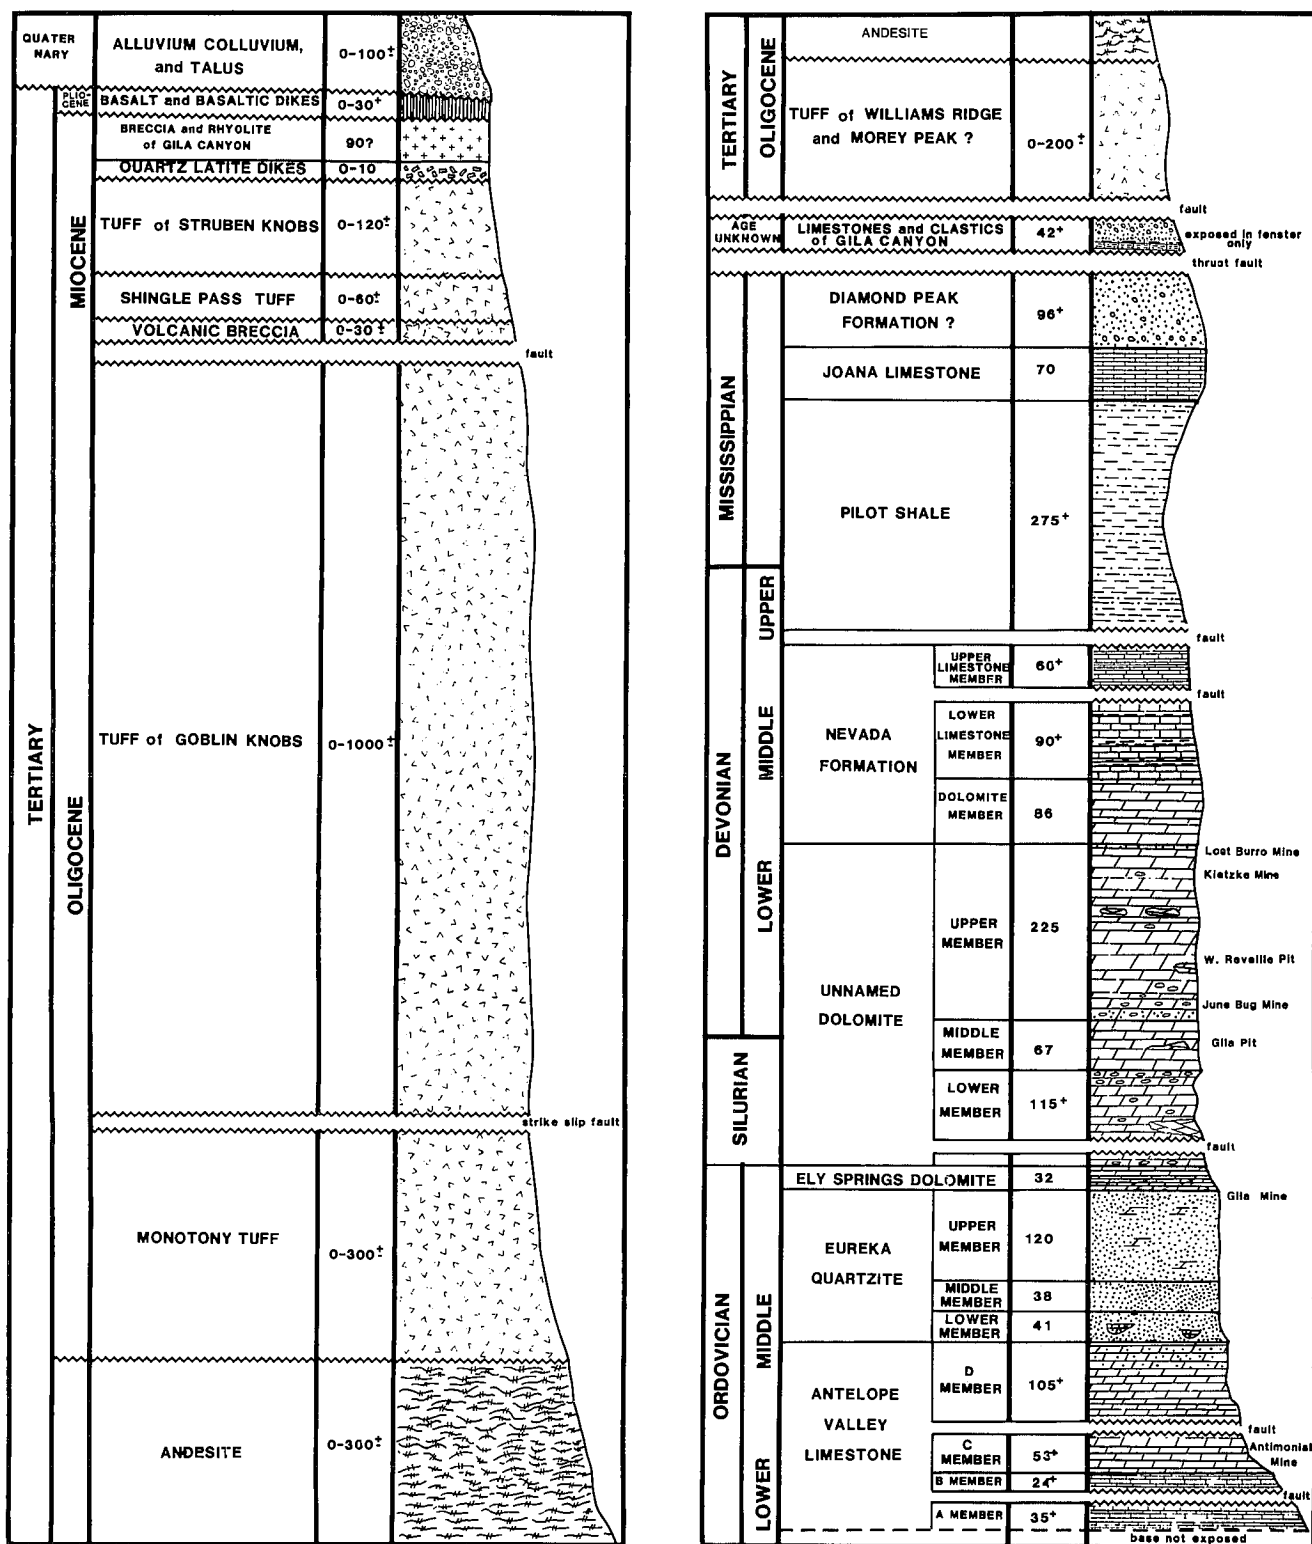 QUATER
NARY
ALLUVIUM COLLUVIUM,
and TALUS
0-100±
TERTIARY
PLIO-
CENE
BASALT and BASALTIC DIKES
0-30+
MIOCENE
BRECCIA and RHYOLITE
of GILA CANYON
90?
QUARTZ LATITE DIKES
0-10
TUFF of STRUBEN KNOBS
0-120±
SHINGLE PASS TUFF
0-60±
VOLCANIC BRECCIA
0-30±
fault
OLIGOCENE
TUFF of GOBLIN KNOBS
0-1000±
strike slip fault
MONOTONY TUFF
0-300±
ANDESITE
0-300±
TERTIARY
OLIGOCENE
ANDESITE
TUFF of WILLIAMS RIDGE
and MOREY PEAK ?
0-200±
fault
AGE
UNKNOWN
LIMESTONES and CLASTICS
of GILA CANYON
42+
exposed in fenster
only
thrust fault
MISSISSIPPIAN
DIAMOND PEAK
FORMATION ?
96+
JOANA LIMESTONE
70
PILOT SHALE
275+
DEVONIAN
UPPER
fault
MIDDLE
NEVADA
FORMATION
UPPER
LIMESTONE
MEMBER
60+
fault
LOWER
LIMESTONE
MEMBER
90+
DOLOMITE
MEMBER
86
LOWER
UNNAMED
DOLOMITE
UPPER
MEMBER
225
Lost Burro Mine
Kietzke Mine
W. Reveille Pit
June Bug Mine
SILURIAN
MIDDLE
MEMBER
67
Gila Pit
LOWER
MEMBER
115+
fault
ORDOVICIAN
ELY SPRINGS DOLOMITE
32
Gila Mine
MIDDLE
EUREKA
QUARTZITE
UPPER
MEMBER
120
MIDDLE
MEMBER
38
LOWER
MEMBER
41
ANTELOPE
VALLEY
LIMESTONE
D
MEMBER
105+
fault
LOWER
C
MEMBER
53+
Antimonial
Mine
B MEMBER
24+
fault
A MEMBER
35+
base not exposed